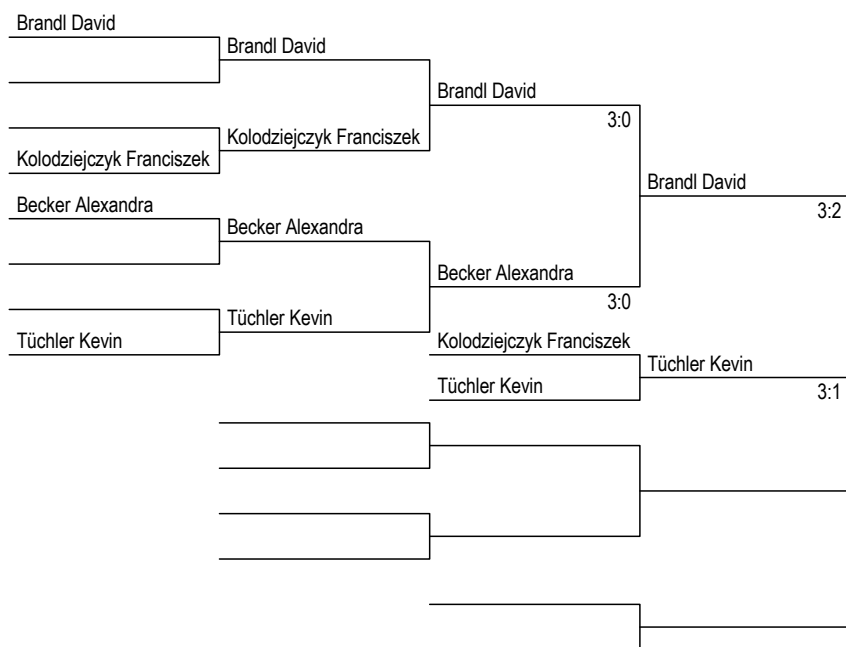 Brandl David
Brandl David
Brandl David
3:0
Kolodziejczyk Franciszek
Kolodziejczyk Franciszek
Brandl David
3:2
Becker Alexandra
Becker Alexandra
Becker Alexandra
3:0
Tüchler Kevin
Tüchler Kevin
Kolodziejczyk Franciszek
Tüchler Kevin
Tüchler Kevin
3:1